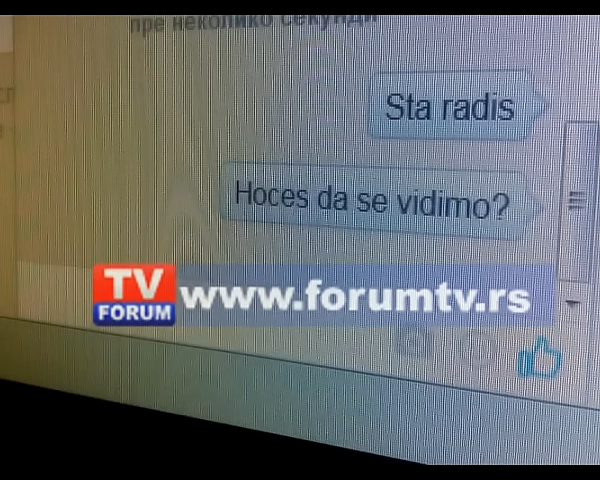 пре неколико секунди
Sta radis
Hoces da se vidimo?
TV
FORUM
www.forumtv.rs